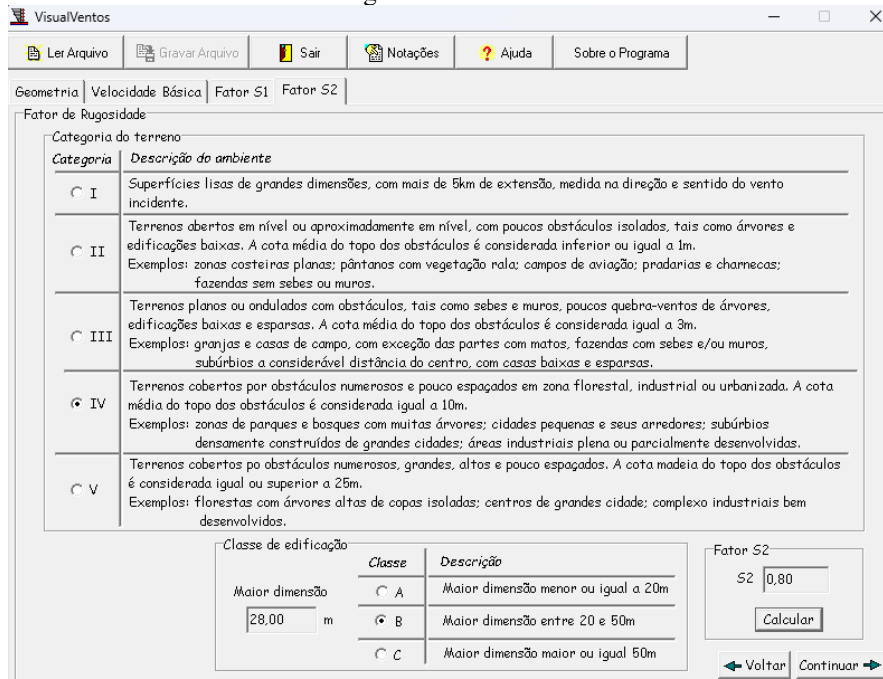 VisualVentos
Ler Arquivo Gravar Arquivo Sair Notações Ajuda Sobre o Programa
Geometria Velocidade Básica Fator S1 Fator S2
Fator de Rugosidade
Categoria do terreno
Categoria Descrição do ambiente
I Superfícies lisas de grandes dimensões, com mais de 5km de extensão, medida na direção e sentido do vento
incidente.
Terrenos abertos em nível ou aproximadamente em nível, com poucos obstáculos isolados, tais como árvores e
II edificações baixas. A cota média do topo dos obstáculos é considerada inferior ou igual a 1m.
Exemplos: zonas costeiras planas; pântanos com vegetação rala; campos de aviação; pradarias e charnecas;
fazendas sem sebes ou muros.
Terrenos planos ou ondulados com obstáculos, tais como sebes e muros, poucos quebra-ventos de árvores,
edificações baixas e esparsas. A cota média do topo dos obstáculos é considerada igual a 3m.
III Exemplos: granjas e casas de campo, com exceção das partes com matos, fazendas com sebes e/ou muros,
subúrbios a considerável distância do centro, com casas baixas e esparsas.
Terrenos cobertos por obstáculos numerosos e pouco espaçados em zona florestal, industrial ou urbanizada. A cota
IV média do topo dos obstáculos é considerada igual a 10m.
Exemplos: zonas de parques e bosques com muitas árvores; cidades pequenas e seus arredores; subúrbios
densamente construídos de grandes cidades; áreas industriais plena ou parcialmente desenvolvidas.
Terrenos cobertos po obstáculos numerosos, grandes, altos e pouco espaçados. A cota madeia do topo dos obstáculos
V é considerada igual ou superior a 25m.
Exemplos: florestas com árvores altas de copas isoladas; centros de grandes cidade; complexo industriais bem
desenvolvidos.
Classe de edificação
Classe Descrição
Maior dimensão
28,00 m
A Maior dimensão menor ou igual a 20m
B Maior dimensão entre 20 e 50m
C Maior dimensão maior ou igual 50m
Fator S2
S2 0,80
Calcular
Voltar Continuar